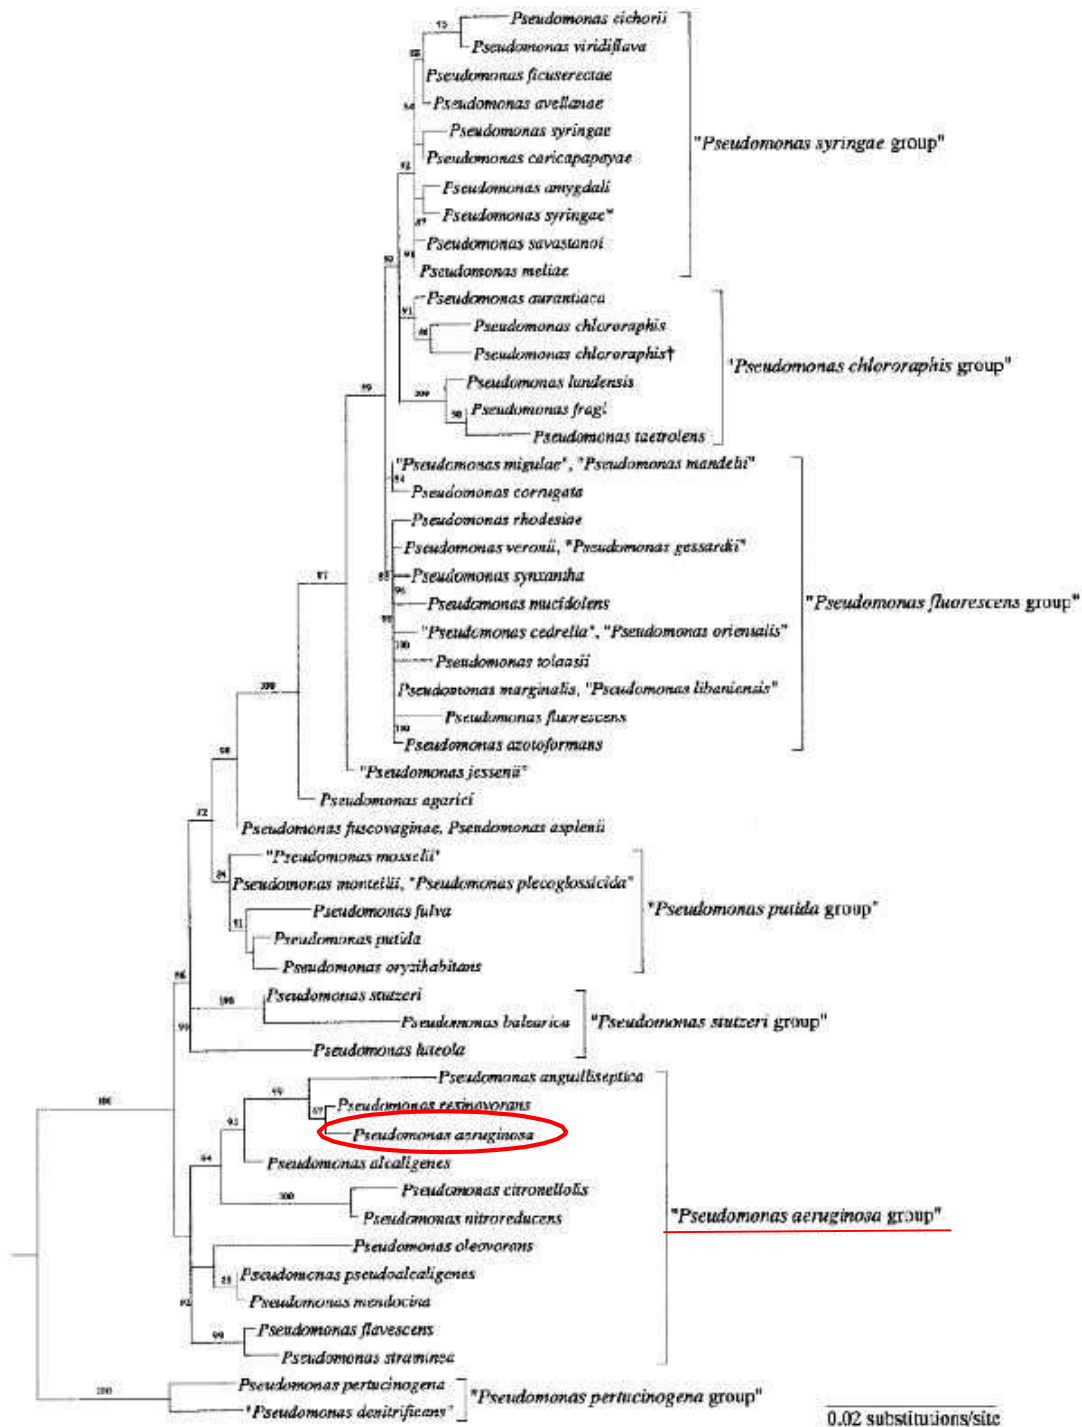 Pseudomonas cichorii
Pseudomonas viridiflava
Pseudomonas ficuserectae
Pseudomonas avellanae
Pseudomonas syringae
Pseudomonas caricapapayae
"Pseudomonas syringae group"
Pseudomonas amygdali
Pseudomonas syringae*
Pseudomonas savastanoi
Pseudomonas meliae
Pseudomonas aurantiaca
Pseudomonas chlororaphis
Pseudomonas chlororaphis†
"Pseudomonas chlororaphis group"
Pseudomonas lundensis
Pseudomonas fragi
Pseudomonas taetrolens
"Pseudomonas migulae", "Pseudomonas mandelii"
Pseudomonas corrugata
Pseudomonas rhodesiae
Pseudomonas veronii, "Pseudomonas gessardii"
Pseudomonas synxantha
Pseudomonas mucidolens
"Pseudomonas fluorescens group"
"Pseudomonas cedrella", "Pseudomonas orientalis"
Pseudomonas tolaasii
Pseudomonas marginalis, "Pseudomonas libaniensis"
Pseudomonas fluorescens
Pseudomonas azotoformans
"Pseudomonas jessenii"
Pseudomonas agarici
Pseudomonas fuscovaginae, Pseudomonas asplenii
"Pseudomonas mosselii"
Pseudomonas monteilii, "Pseudomonas plecoglossicida"
Pseudomonas fulva
"Pseudomonas putida group"
Pseudomonas putida
Pseudomonas oryzihabitans
100
Pseudomonas stutzeri
Pseudomonas balearica
"Pseudomonas stutzeri group"
Pseudomonas luteola
Pseudomonas anguilliseptica
Pseudomonas resinovorans
Pseudomonas aeruginosa
Pseudomonas alcaligenes
Pseudomonas citronellolis
Pseudomonas nitroreducens
"Pseudomonas aeruginosa group"
Pseudomonas oleovorans
Pseudomonas pseudoalcaligenes
Pseudomonas mendocina
99
Pseudomonas flavescens
Pseudomonas straminea
100
Pseudomonas pertucinogena
"Pseudomonas denitrificans"
"Pseudomonas pertucinogena group"
0.02 substitutions/site